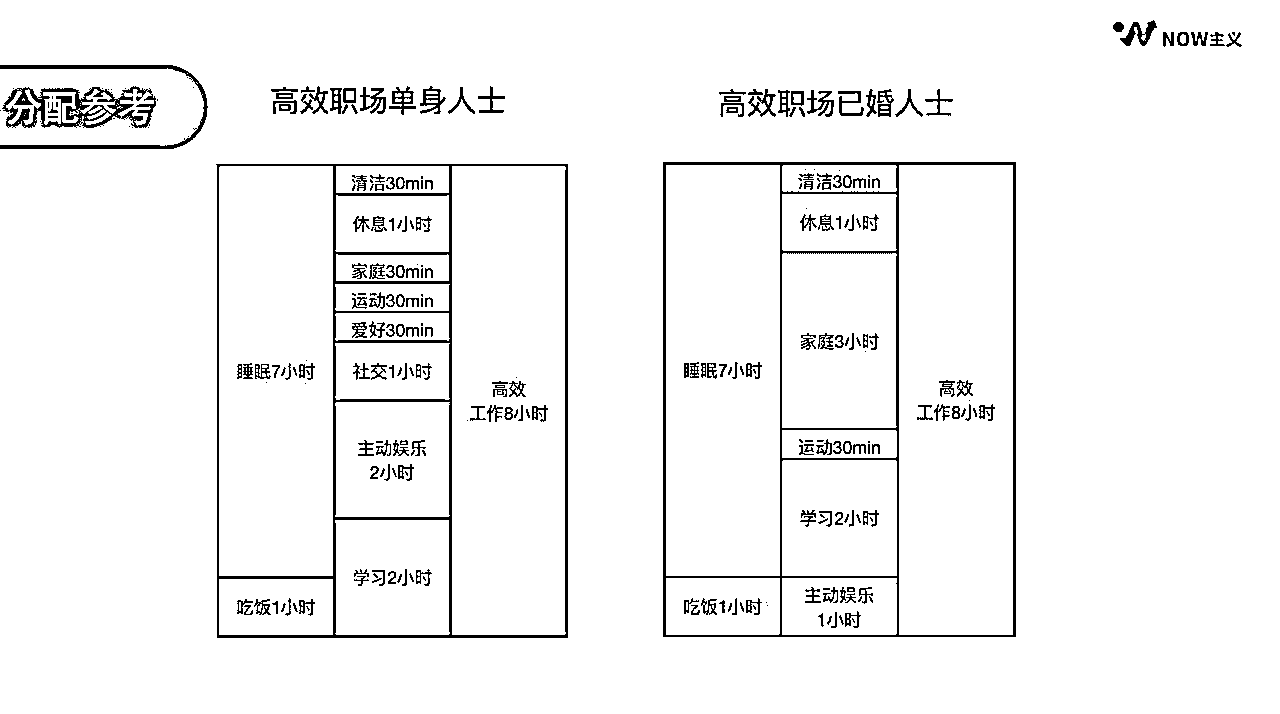 NOW主义
分配参考
高效职场单身人士
睡眠7小时
吃饭1小时
清洁30min
休息1小时
家庭30min
运动30min
爱好30min
社交1小时
主动娱乐
2小时
学习2小时
高效
工作8小时
高效职场已婚人士
睡眠7小时
吃饭1小时
清洁30min
休息1小时
家庭3小时
运动30min
学习2小时
主动娱乐
1小时
高效
工作8小时